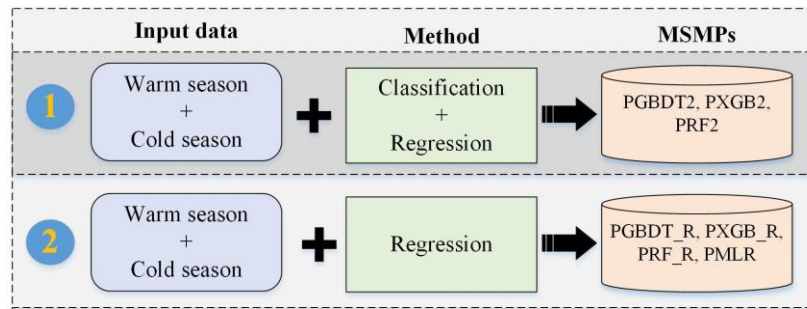 Input data
Method
MSMPs
1
Warm season
+
Cold season
+
Classification
+
Regression
PGBDT2, PXGB2,
PRF2
2
Warm season
+
Cold season
+
Regression
PGBDT_R, PXGB_R,
PRF_R, PMLR